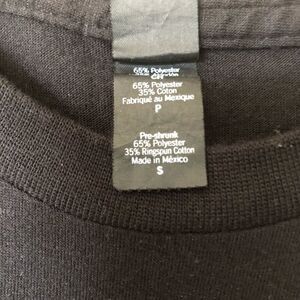 65% Polyester
65% Polyester
35% Coton
Fabriqué au Mexique
P
Pre-shrunk
65% Polyester
35% Ringspun Cotton
Made in México
S